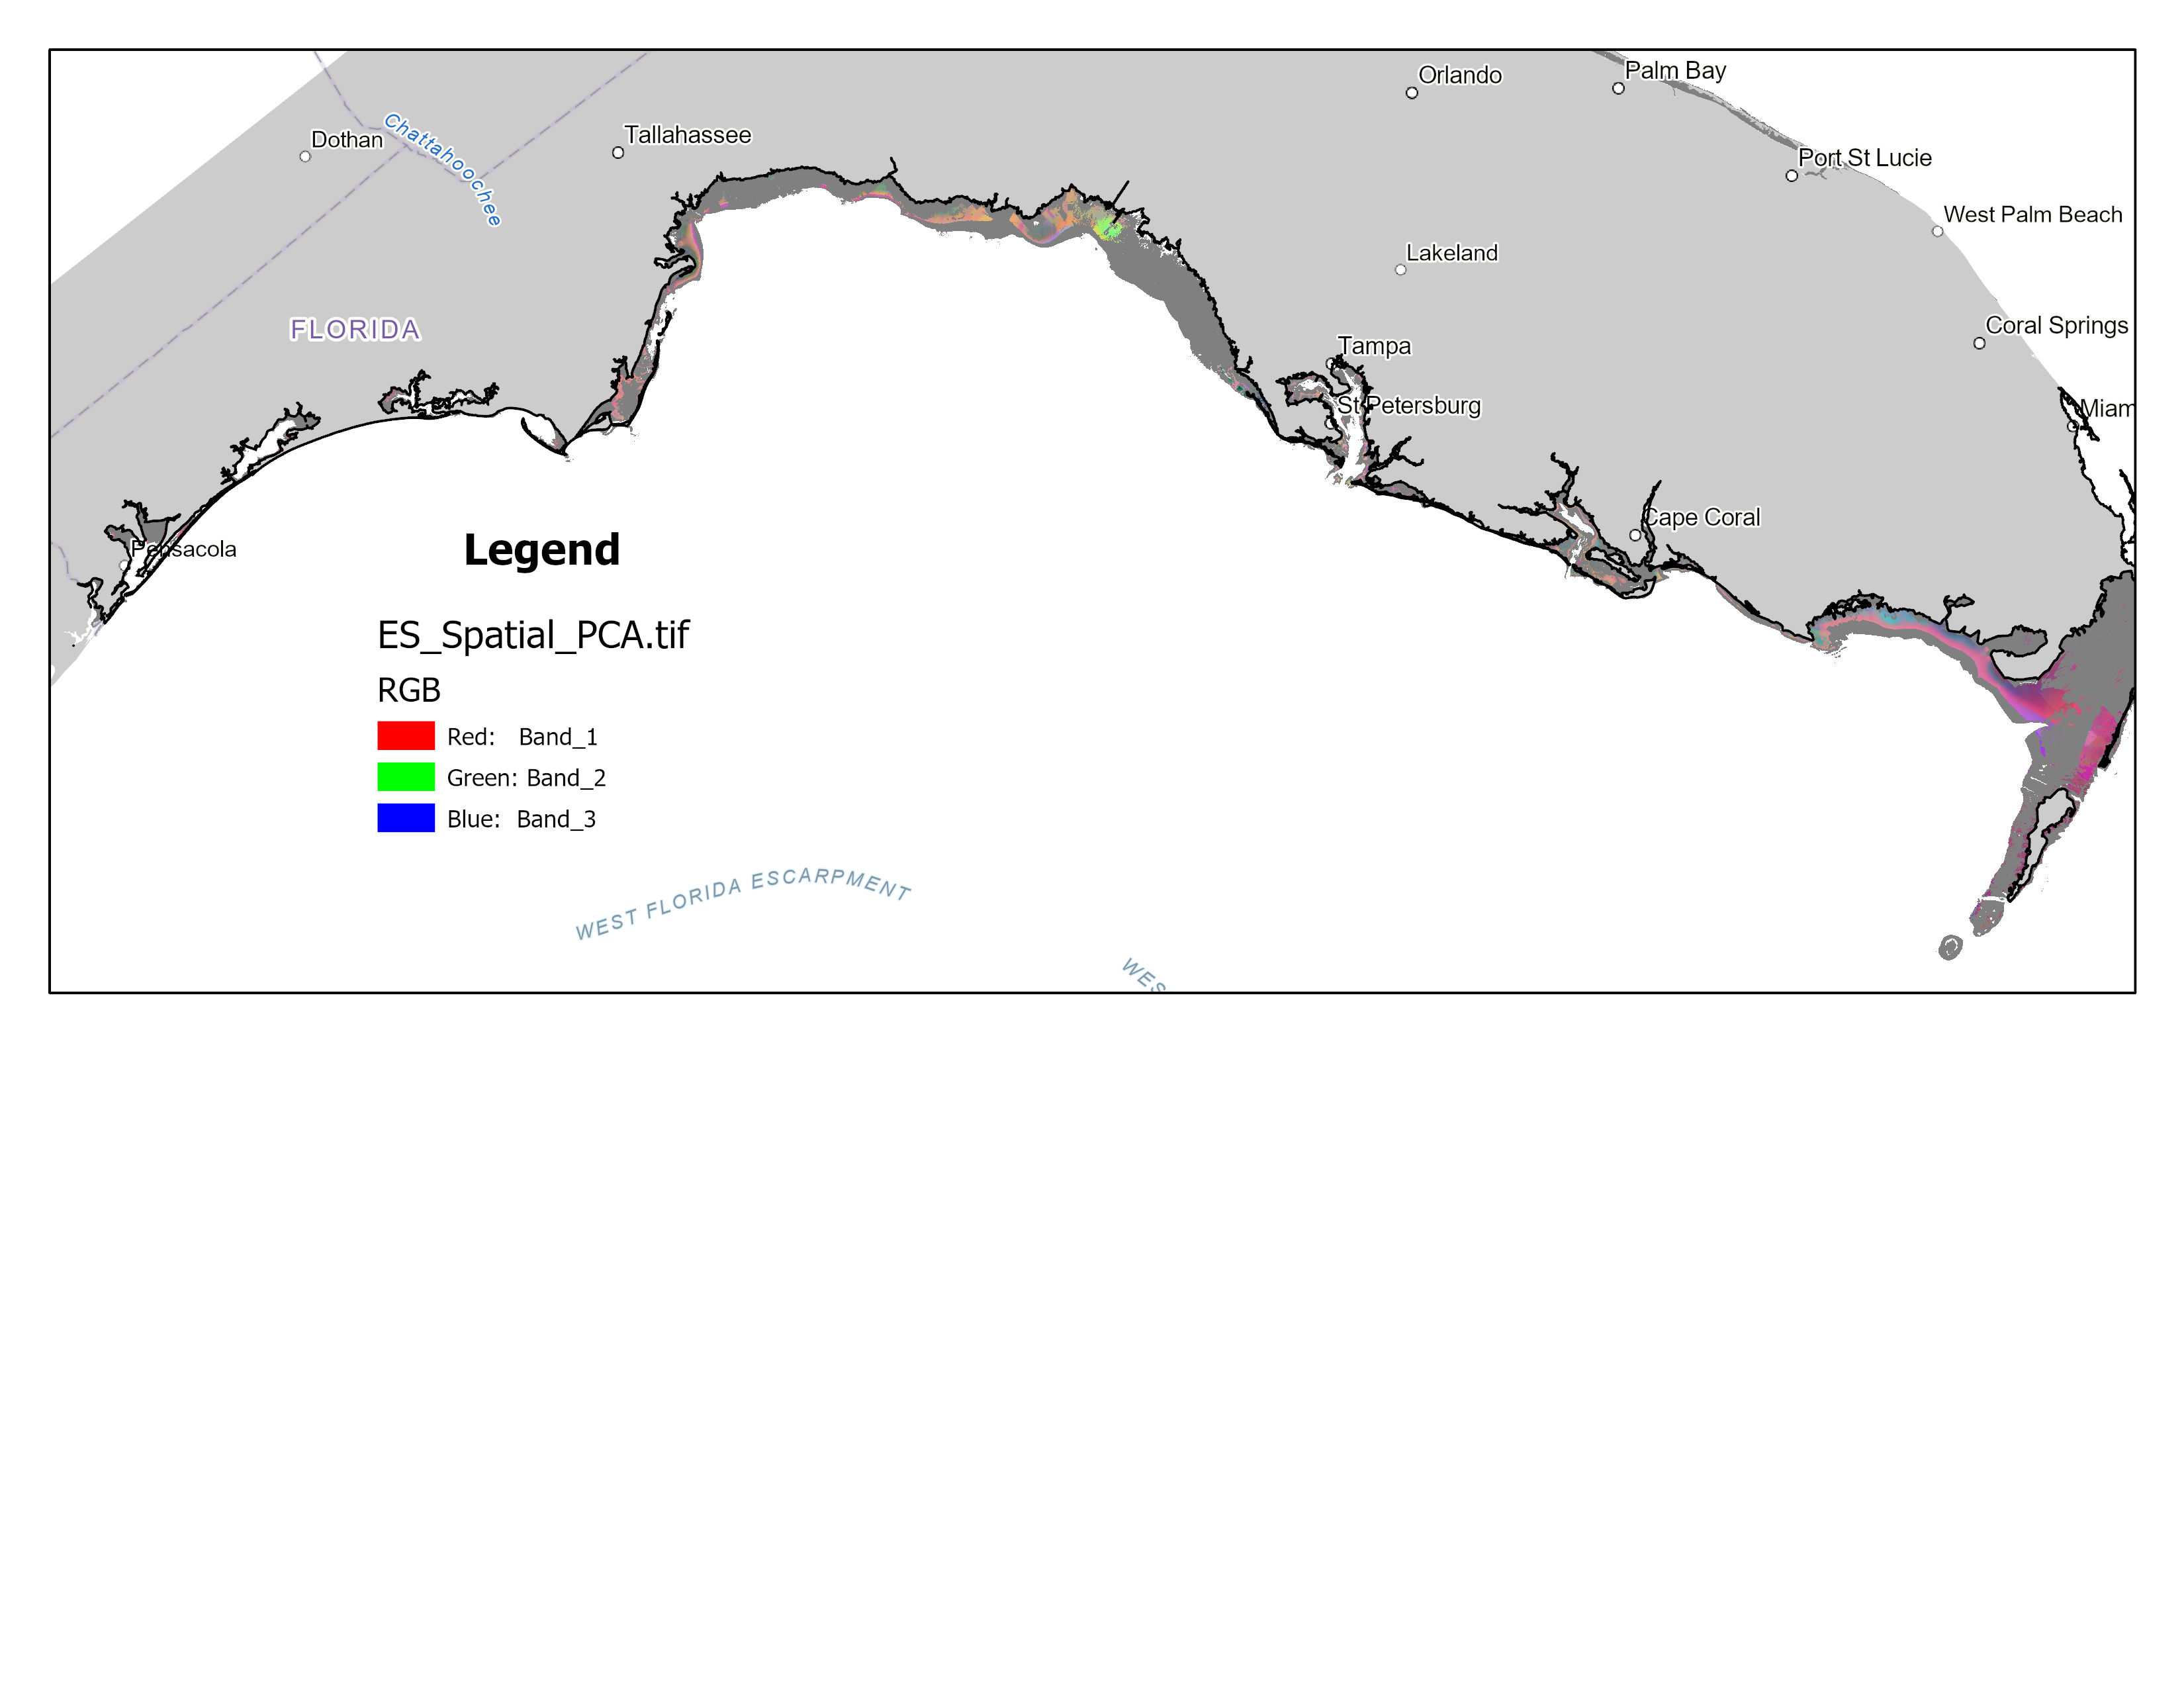 Orlando
Palm Bay
Dothan
Chattahoochee
Tallahassee
Port St Lucie
West Palm Beach
Lakeland
FLORIDA
Coral Springs
Tampa
St Petersburg
Miam
Cape Coral
Pensacola
Legend
ES_Spatial_PCA.tif
RGB
Red: Band_1
Green: Band_2
Blue: Band_3
WEST FLORIDA ESCARPMENT
WES